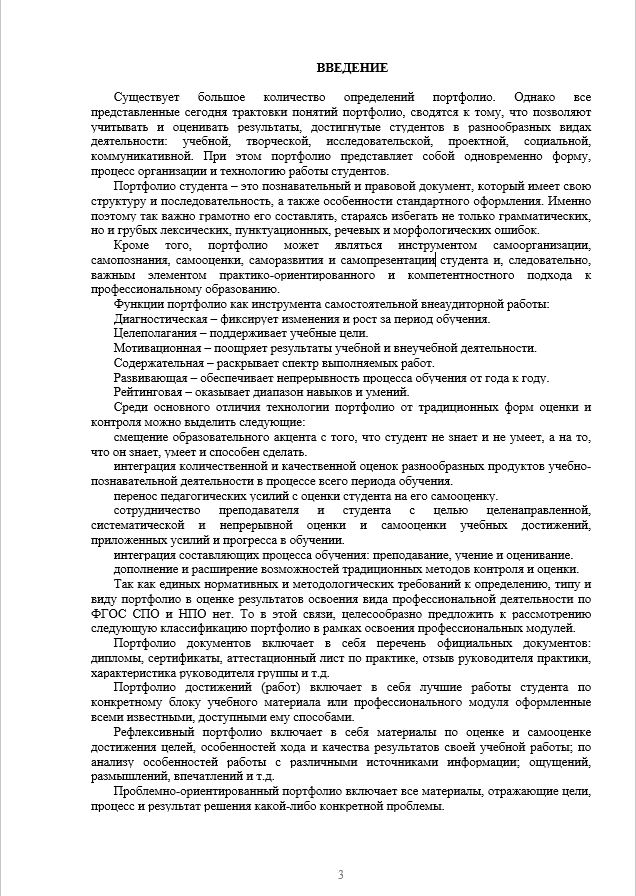 ВВЕДЕНИЕ
Существует большое количество определений портфолио. Однако все
представленные сегодня трактовки понятий портфолио, сводятся к тому, что позволяют
учитывать и оценивать результаты, достигнутые студентов в разнообразных видах
деятельности: учебной, творческой, исследовательской, проектной, социальной,
коммуникативной. При этом портфолио представляет собой одновременно форму,
процесс организации и технологию работы студентов.
Портфолио студента – это познавательный и правовой документ, который имеет свою
структуру и последовательность, а также особенности стандартного оформления. Именно
поэтому так важно грамотно его составлять, стараясь избегать не только грамматических,
но и грубых лексических, пунктуационных, речевых и морфологических ошибок.
Кроме того, портфолио может являться инструментом самоорганизации,
самопознания, самооценки, саморазвития и самопрезентации студента и, следовательно,
важным элементом практико-ориентированного и компетентностного подхода к
профессиональному образованию.
Функции портфолио как инструмента самостоятельной внеаудиторной работы:
Диагностическая – фиксирует изменения и рост за период обучения.
Целеполагания – поддерживает учебные цели.
Мотивационная – поощряет результаты учебной и внеучебной деятельности.
Содержательная – раскрывает спектр выполняемых работ.
Развивающая – обеспечивает непрерывность процесса обучения от года к году.
Рейтинговая – оказывает диапазон навыков и умений.
Среди основного отличия технологии портфолио от традиционных форм оценки и
контроля можно выделить следующие:
смещение образовательного акцента с того, что студент не знает и не умеет, а на то,
что он знает, умеет и способен сделать.
интеграция количественной и качественной оценок разнообразных продуктов учебно-
познавательной деятельности в процессе всего периода обучения.
перенос педагогических усилий с оценки студента на его самооценку.
сотрудничество преподавателя и студента с целью целенаправленной,
систематической и непрерывной оценки и самооценки учебных достижений,
приложенных усилий и прогресса в обучении.
интеграция составляющих процесса обучения: преподавание, учение и оценивание.
дополнение и расширение возможностей традиционных методов контроля и оценки.
Так как единых нормативных и методологических требований к определению, типу и
виду портфолио в оценке результатов освоения вида профессиональной деятельности по
ФГОС СПО и НПО нет. То в этой связи, целесообразно предложить к рассмотрению
следующую классификацию портфолио в рамках освоения профессиональных модулей.
Портфолио документов включает в себя перечень официальных документов:
дипломы, сертификаты, аттестационный лист по практике, отзыв руководителя практики,
характеристика руководителя группы и т.д.
Портфолио достижений (работ) включает в себя лучшие работы студента по
конкретному блоку учебного материала или профессионального модуля оформленные
всеми известными, доступными ему способами.
Рефлексивный портфолио включает в себя материалы по оценке и самооценке
достижения целей, особенностей хода и качества результатов своей учебной работы; по
анализу особенностей работы с различными источниками информации; ощущений,
размышлений, впечатлений и т.д.
Проблемно-ориентированный портфолио включает все материалы, отражающие цели,
процесс и результат решения какой-либо конкретной проблемы.
3